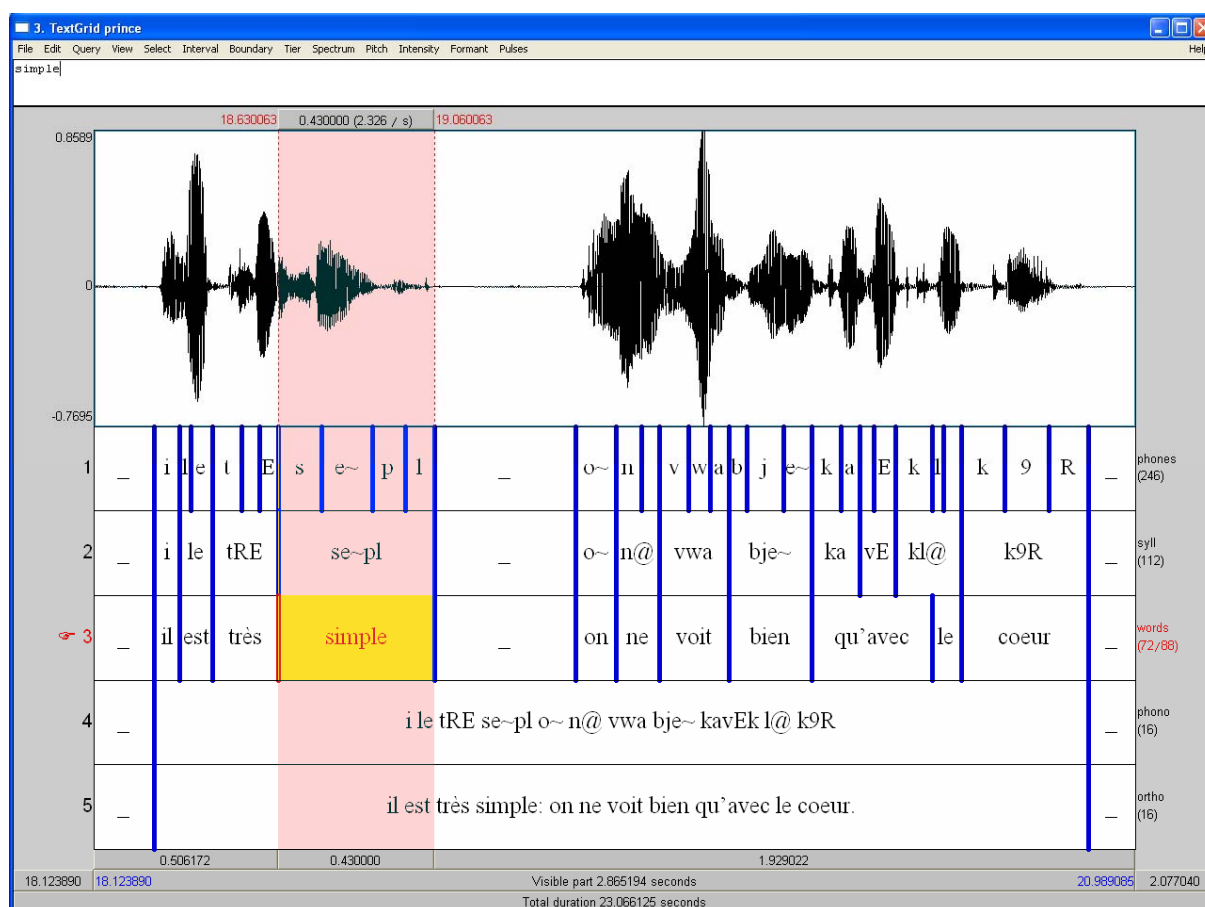 3. TextGrid prince
File Edit Query View Select Interval Boundary Tier Spectrum Pitch Intensity Formant Pulses Help
simple
18.630063 0.430000 (2.326 / s) 19.060063
0.8589
0
-0.7695
1 _ i l e t E s e~ p l _ o~ n v w a b j e~ k a E k l k 9 R _ phones
(246)
2 _ i le tRE se~pl _ o~ n@ vwa bje~ ka vE kl@ k9R _ syll
(112)
3 _ il est très simple _ on ne voit bien qu'avec le coeur _ words
(72/88)
4 _ i le tRE se~pl o~ n@ vwa bje~ kavEk l@ k9R phono
(16)
5 _ il est très simple: on ne voit bien qu'avec le coeur. ortho
(16)
0.506172 0.430000 1.929022
18.123890 18.123890 Visible part 2.865194 seconds 20.989085 2.077040
Total duration 23.066125 seconds